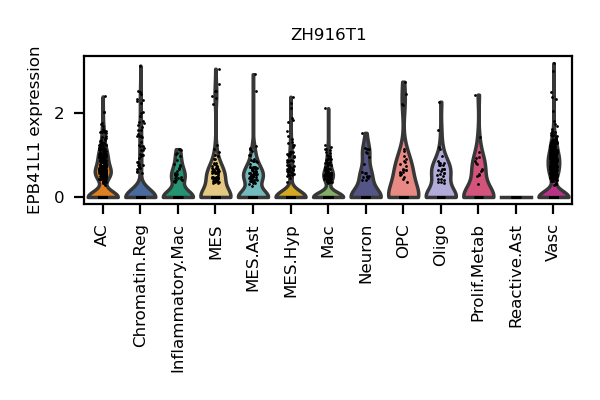 ZH916T1
EPB41L1 expression
2
0
AC
Chromatin.Reg
Inflammatory.Mac
MES
MES.Ast
MES.Hyp
Mac
Neuron
OPC
Oligo
Prolif.Metab
Reactive.Ast
Vasc